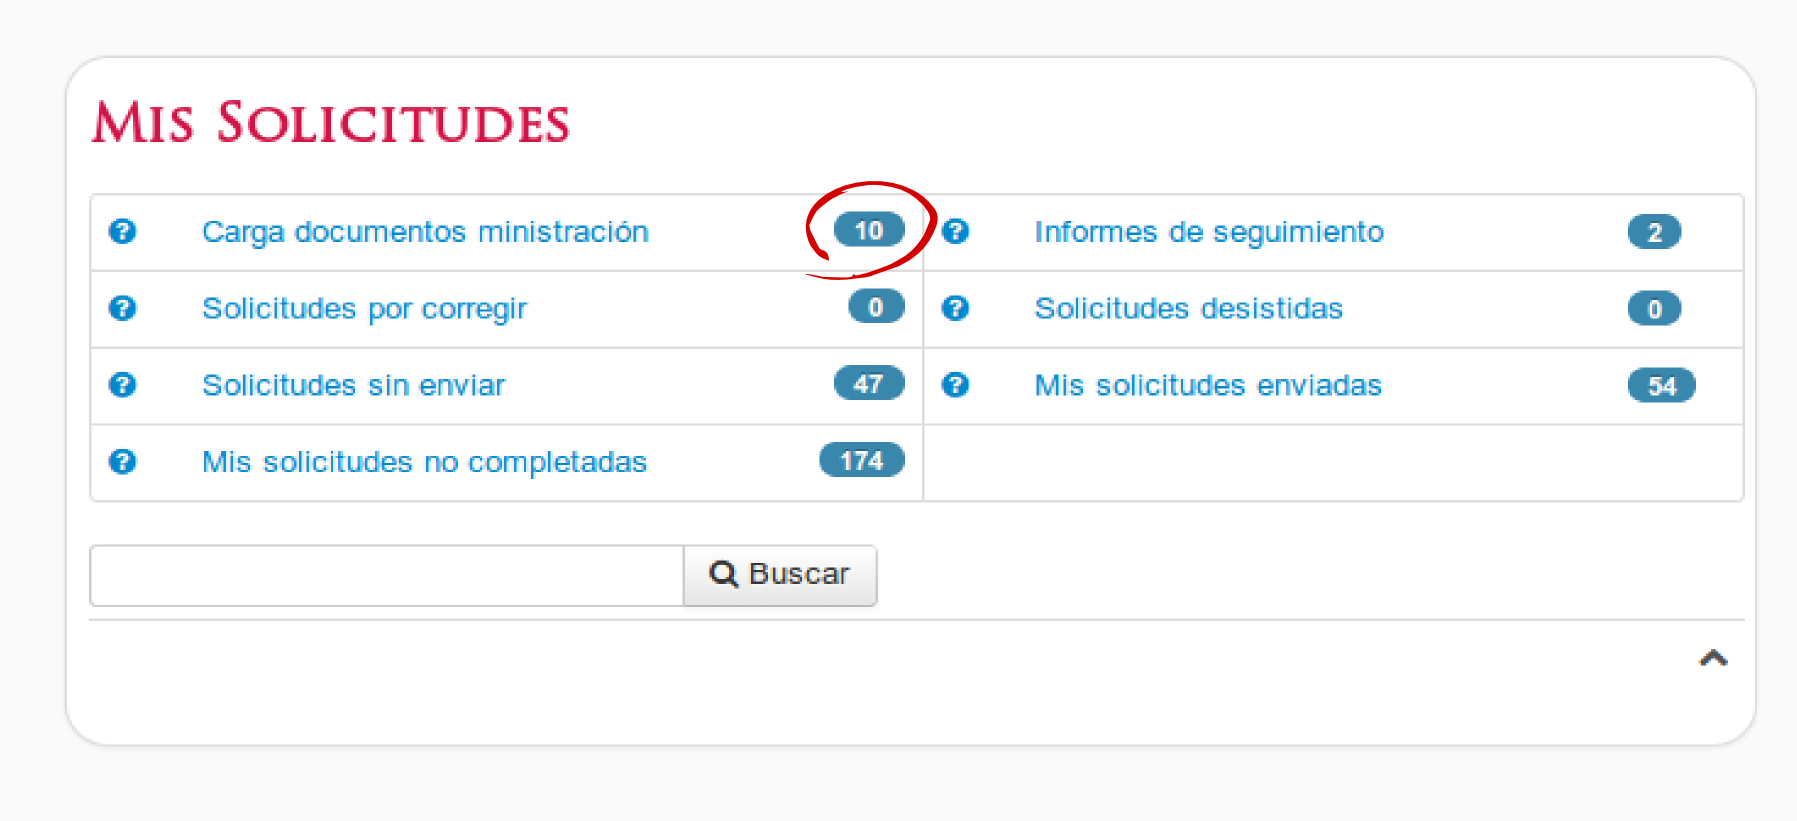 Mis Solicitudes
Carga documentos ministración 10 Informes de seguimiento 2
Solicitudes por corregir 0 Solicitudes desistidas 0
Solicitudes sin enviar 47 Mis solicitudes enviadas 54
Mis solicitudes no completadas 174
Buscar